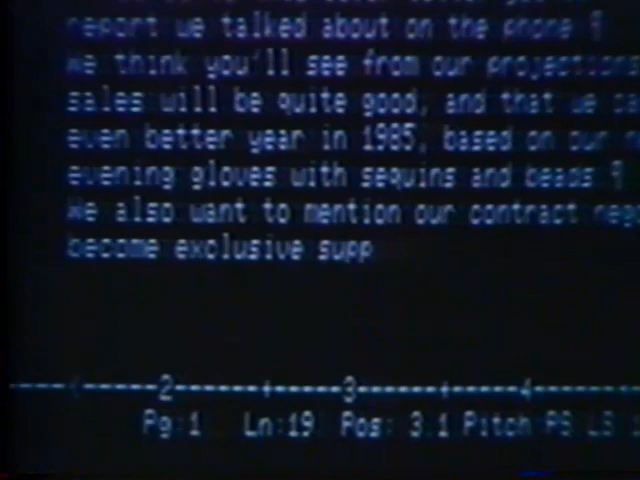 report we talked about on the phone ¶
We think you'll see from our projections
sales will be quite good, and that we
even better year in 1985, based on our
evening gloves with sequins and beads ¶
We also want to mention our contract
become exclusive supp
-----(------2------+------3------+------4------
Pg:1 Ln:19 Pos: 3.1 Pitch PS LS